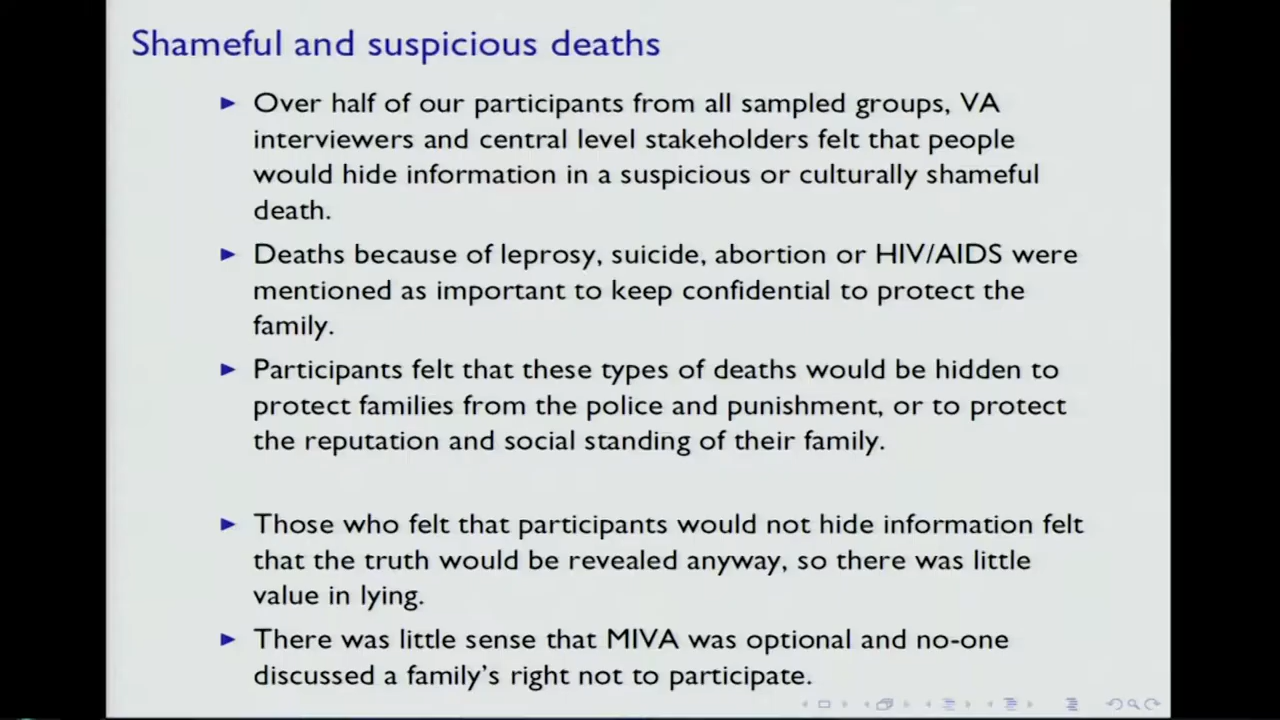 Shameful and suspicious deaths
Over half of our participants from all sampled groups, VA
interviewers and central level stakeholders felt that people
would hide information in a suspicious or culturally shameful
death.
Deaths because of leprosy, suicide, abortion or HIV/AIDS were
mentioned as important to keep confidential to protect the
family.
Participants felt that these types of deaths would be hidden to
protect families from the police and punishment, or to protect
the reputation and social standing of their family.
Those who felt that participants would not hide information felt
that the truth would be revealed anyway, so there was little
value in lying.
There was little sense that MIVA was optional and no-one
discussed a family's right not to participate.